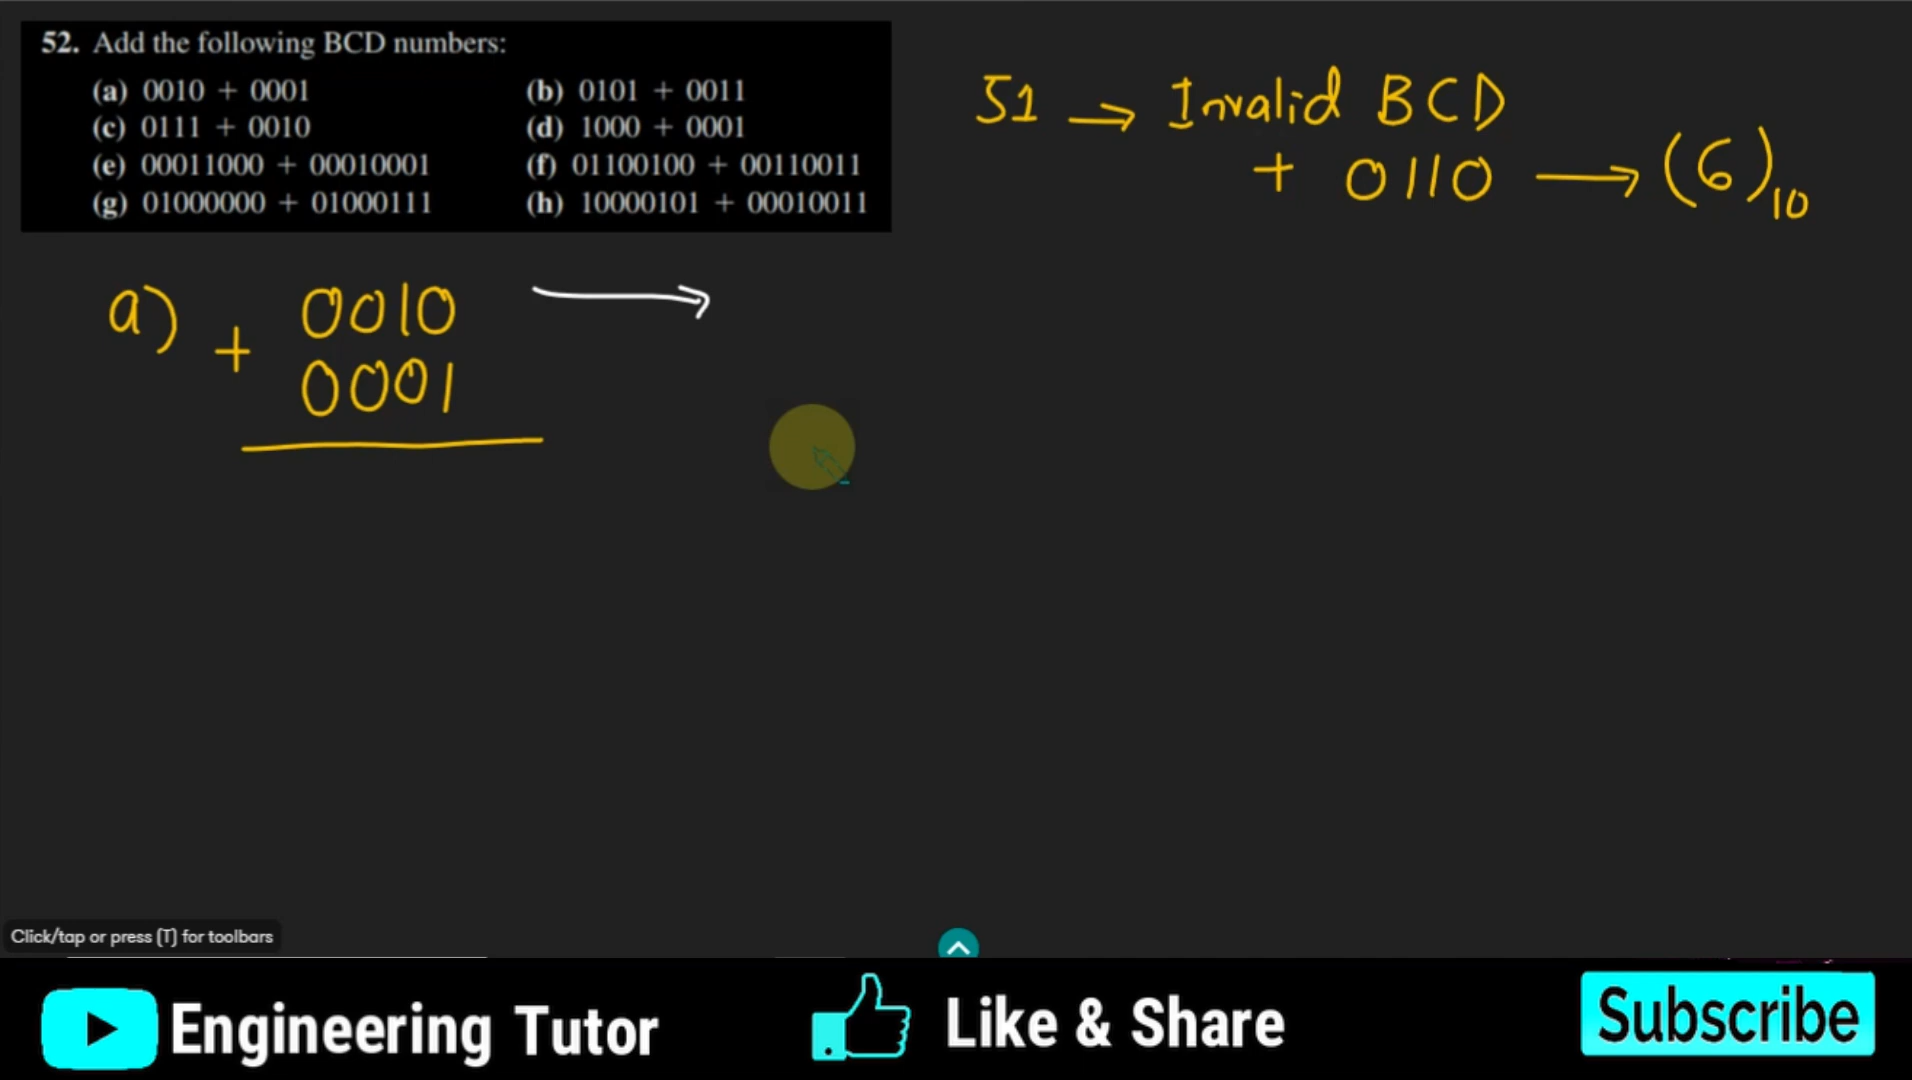 52. Add the following BCD numbers:
(a) 0010 + 0001 (b) 0101 + 0011
(c) 0111 + 0010 (d) 1000 + 0001
(e) 00011000 + 00010001 (f) 01100100 + 00110011
(g) 01000000 + 01000111 (h) 10000101 + 00010011
51 → Invalid BCD
+ 0110 → (6)10
a) + 0010 →
0001
Click/tap or press (T) for toolbars
Engineering Tutor Like & Share Subscribe